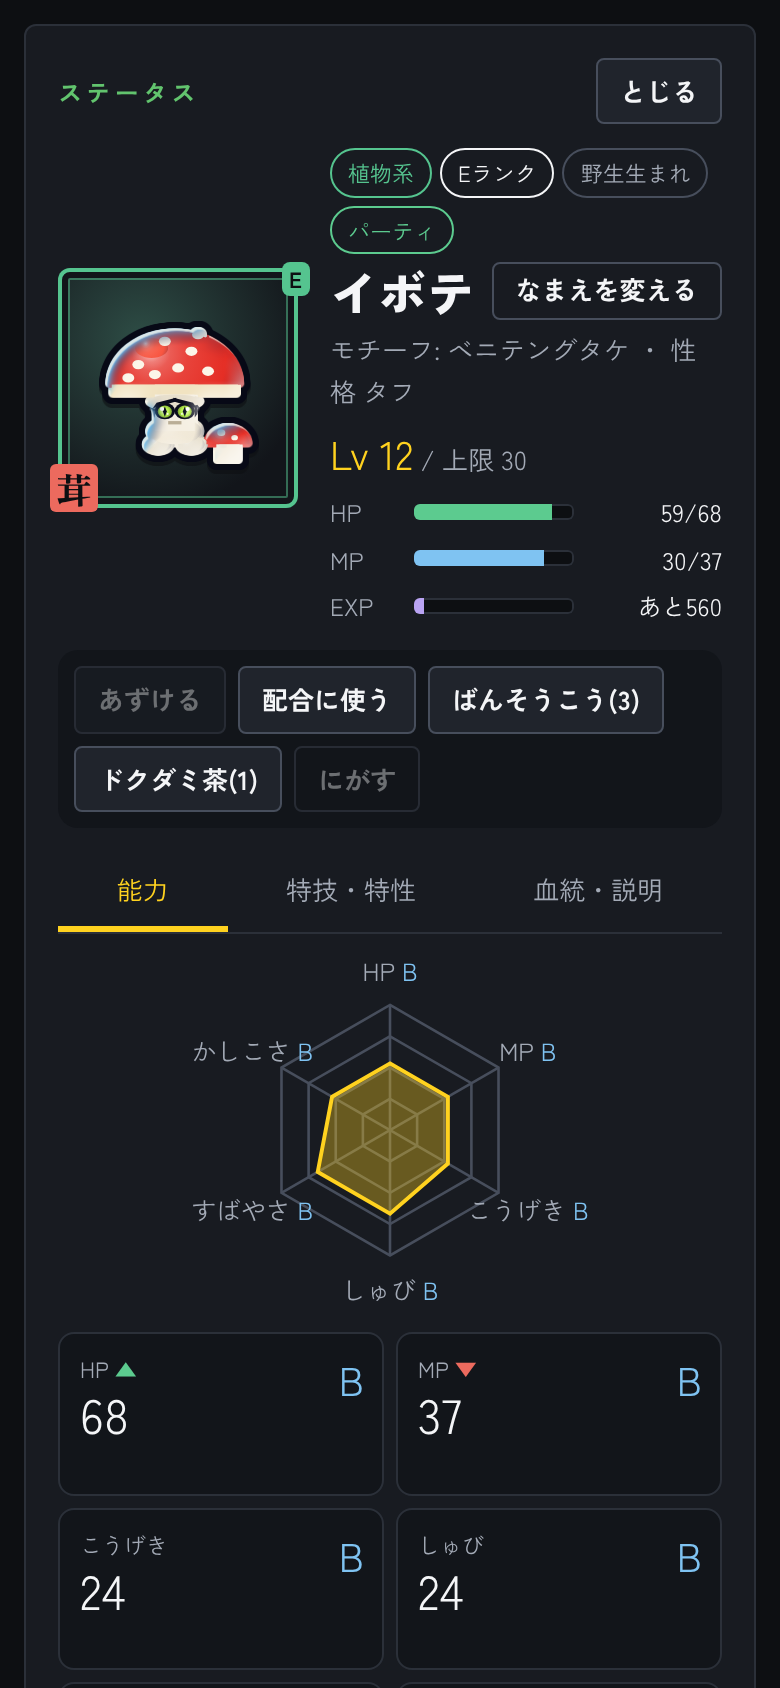 ステータス
とじる
植物系 Eランク 野生生まれ
パーティ
E
イボテ なまえを変える
モチーフ: ベニテングタケ ・ 性
格 タフ
Lv 12 / 上限 30
茸
HP 59/68
MP 30/37
EXP あと560
あずける 配合に使う ばんそうこう(3)
ドクダミ茶(1) にがす
能力 特技・特性 血統・説明
HP B
かしこさ B MP B
すばやさ B こうげき B
しゅび B
HP▲ B MP▼ B
68 37
こうげき B しゅび B
24 24